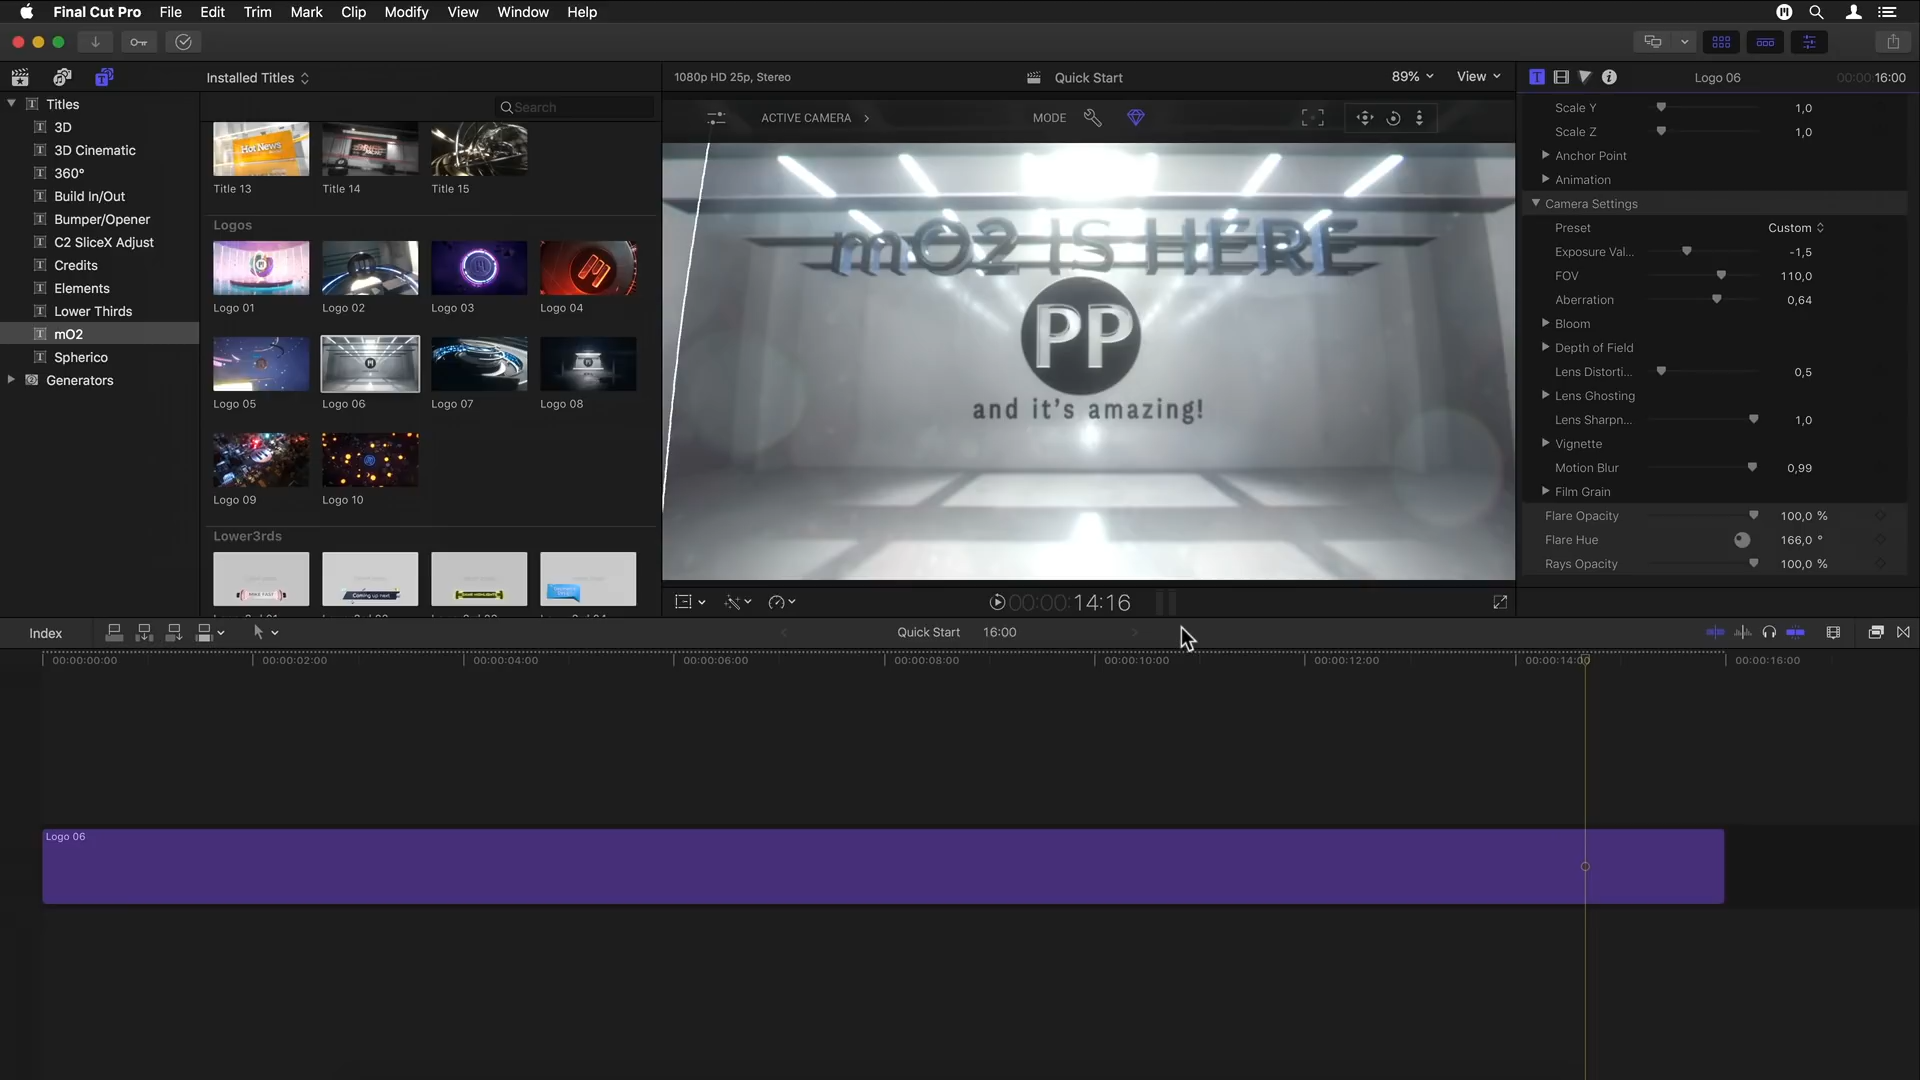 Final Cut Pro File Edit Trim Mark Clip Modify View Window Help
Installed Titles
1080p HD 25p, Stereo
Quick Start
89%
View
Logo 06
00:00:16:00
Titles
3D
3D Cinematic
360°
Build In/Out
Bumper/Opener
C2 SliceX Adjust
Credits
Elements
Lower Thirds
mO2
Spherico
Generators
Search
Hot News
Title 13
Title 14
Title 15
Logos
Logo 01
Logo 02
Logo 03
Logo 04
Logo 05
Logo 06
Logo 07
Logo 08
Logo 09
Logo 10
Lower3rds
Coming up next
ACTIVE CAMERA
MODE
mO2 IS HERE
PP
and it's amazing!
00:00:14:16
Scale Y 1,0
Scale Z 1,0
Anchor Point
Animation
Camera Settings
Preset Custom
Exposure Val... -1,5
FOV 110,0
Aberration 0,64
Bloom
Depth of Field
Lens Distorti... 0,5
Lens Ghosting
Lens Sharpn... 1,0
Vignette
Motion Blur 0,99
Film Grain
Flare Opacity 100,0 %
Flare Hue 166,0 °
Rays Opacity 100,0 %
Index
Quick Start 16:00
00:00:00:00 00:00:02:00 00:00:04:00 00:00:06:00 00:00:08:00 00:00:10:00 00:00:12:00 00:00:14:00 00:00:16:00
Logo 06